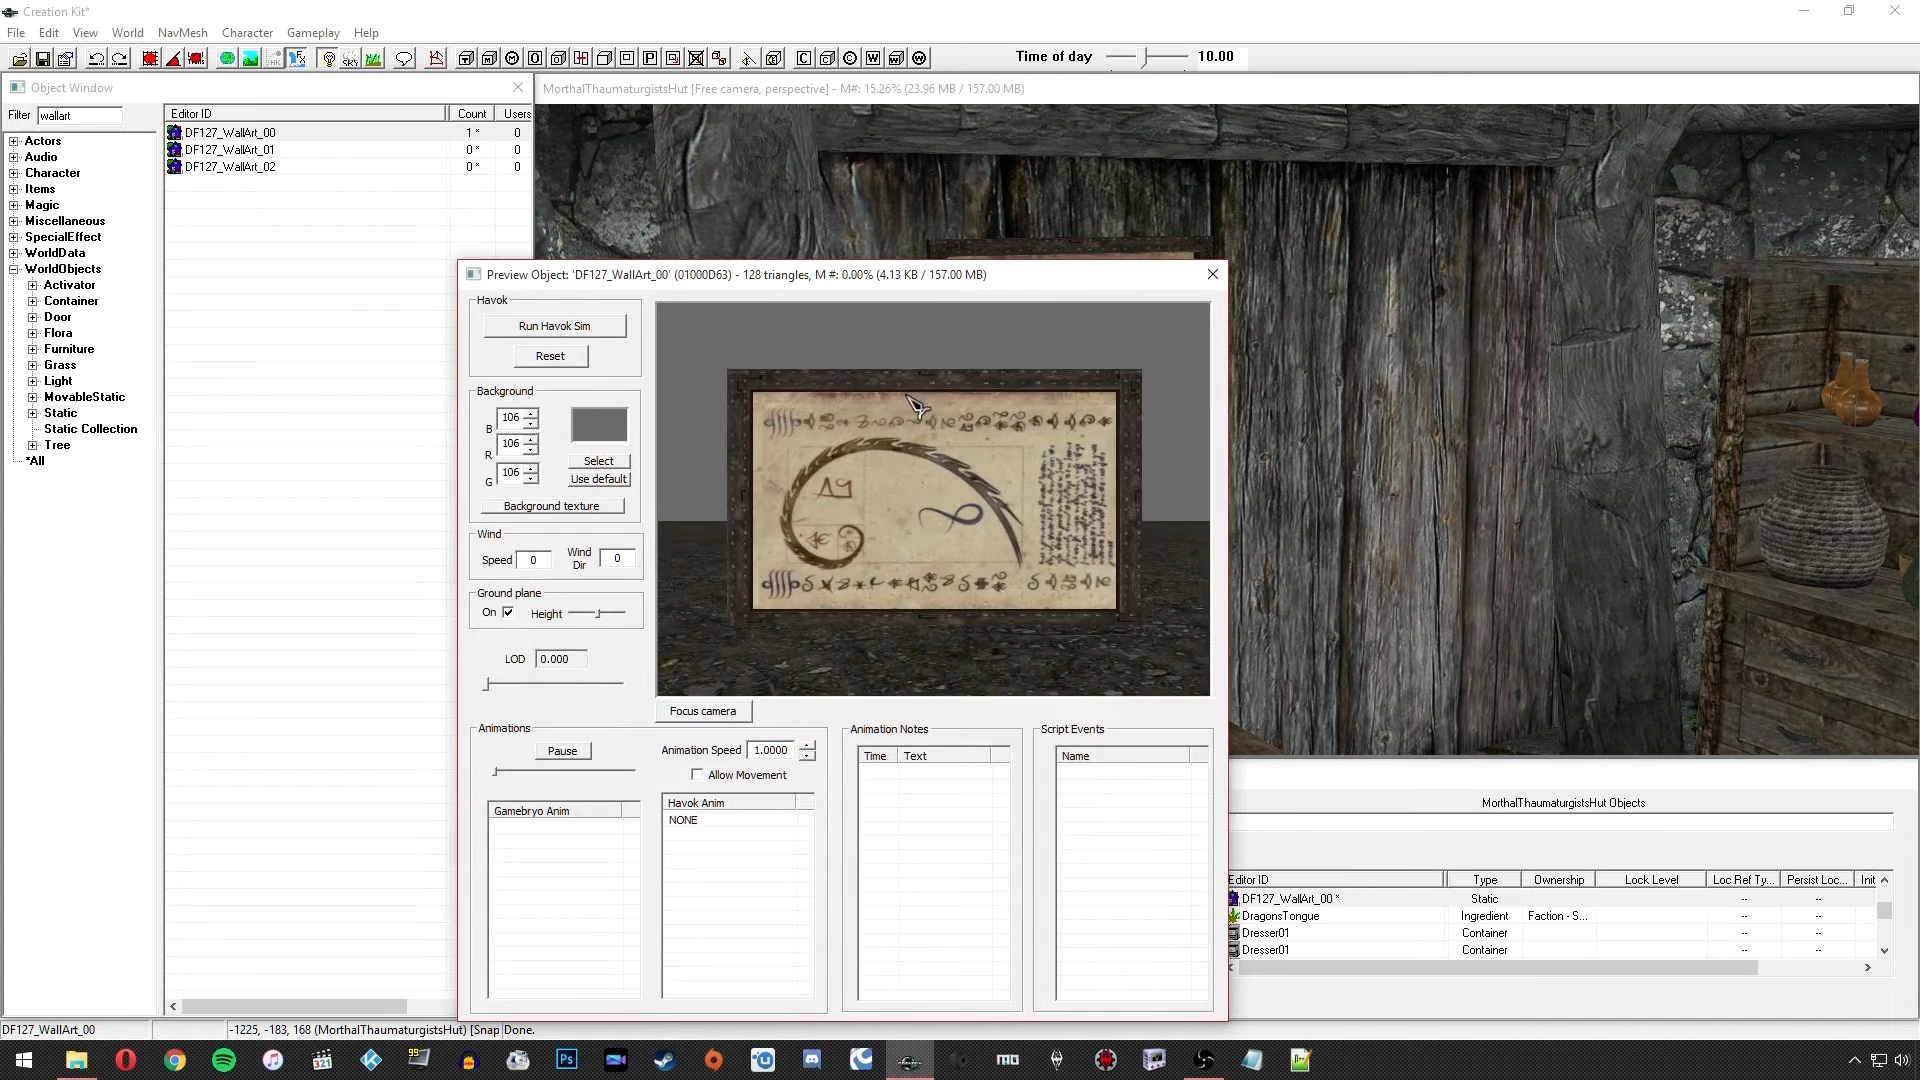 Creation Kit*
File Edit View World NavMesh Character Gameplay Help
Time of day 10.00
Object Window
MorthalThaumaturgistsHut [Free camera, perspective] - M#: 15.26% (23.96 MB / 157.00 MB)
Filter wallart
Editor ID Count Users
DF127_WallArt_00 1 * 0
DF127_WallArt_01 0 * 0
DF127_WallArt_02 0 * 0
Actors
Audio
Character
Items
Magic
Miscellaneous
SpecialEffect
WorldData
WorldObjects
Activator
Container
Door
Flora
Furniture
Grass
Light
MovableStatic
Static
Static Collection
Tree
*All
Preview Object: 'DF127_WallArt_00' (01000D63) - 128 triangles, M #: 0.00% (4.13 KB / 157.00 MB)
Havok
Run Havok Sim
Reset
Background
B 106
R 106
G 106
Select
Use default
Background texture
Wind
Speed 0 Wind Dir 0
Ground plane
On Height
LOD 0.000
Focus camera
Animations
Pause
Animation Speed 1.0000
Allow Movement
Gamebryo Anim
Havok Anim
NONE
Animation Notes
Time Text
Script Events
Name
MorthalThaumaturgistsHut Objects
Editor ID Type Ownership Lock Level Loc Ref Ty... Persist Loc... Init
DF127_WallArt_00 * Static -- --
DragonsTongue Ingredient Faction - S... -- --
Dresser01 Container -- --
Dresser01 Container -- --
DF127_WallArt_00
-1225, -183, 168 (MorthalThaumaturgistsHut) [Snap Done.
321
99
Ps
MO